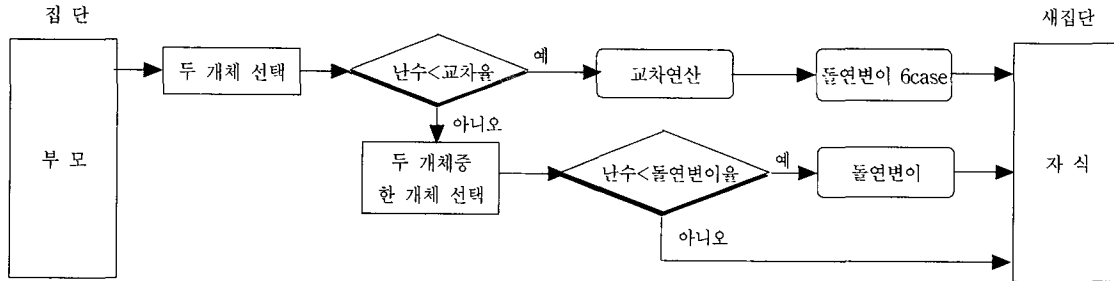 집 단
새집단
부 모
두 개체 선택
난수<교차율
예
교차연산
돌연변이 6case
아니오
두 개체중
한 개체 선택
난수<돌연변이율
예
돌연변이
아니오
자 식